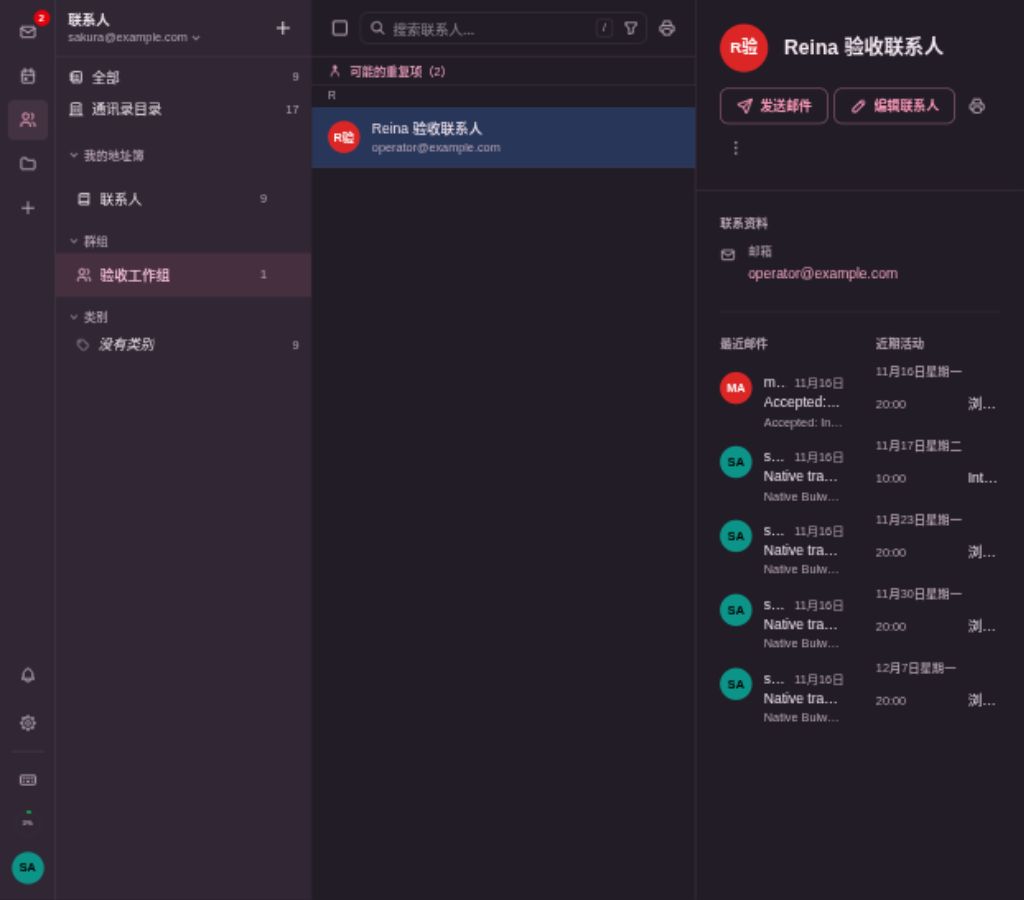 2
联系人
sakura@example.com
全部 9
通讯录目录 17
我的地址簿
联系人 9
群组
验收工作组 1
类别
没有类别 9
SA
搜索联系人... /
可能的重复项（2）
R
R验
Reina 验收联系人
operator@example.com
R验
Reina 验收联系人
发送邮件
编辑联系人
联系资料
邮箱
operator@example.com
最近邮件
MA
m... 11月16日
Accepted:...
Accepted: In...
SA
s... 11月16日
Native tra...
Native Bulw...
SA
s... 11月16日
Native tra...
Native Bulw...
SA
s... 11月16日
Native tra...
Native Bulw...
SA
s... 11月16日
Native tra...
Native Bulw...
近期活动
11月16日星期一
20:00 浏...
11月17日星期二
10:00 Int...
11月23日星期一
20:00 浏...
11月30日星期一
20:00 浏...
12月7日星期一
20:00 浏...